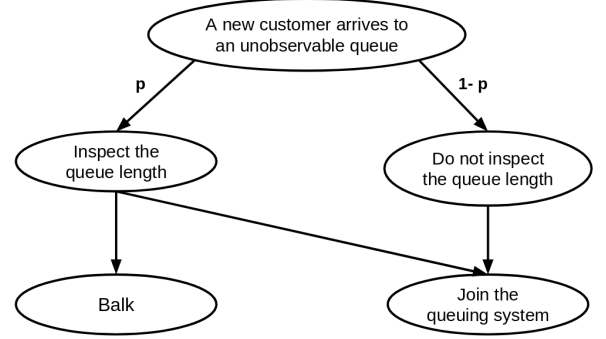 A new customer arrives to
an unobservable queue
p
1- p
Inspect the
queue length
Do not inspect
the queue length
Balk
Join the
queuing system